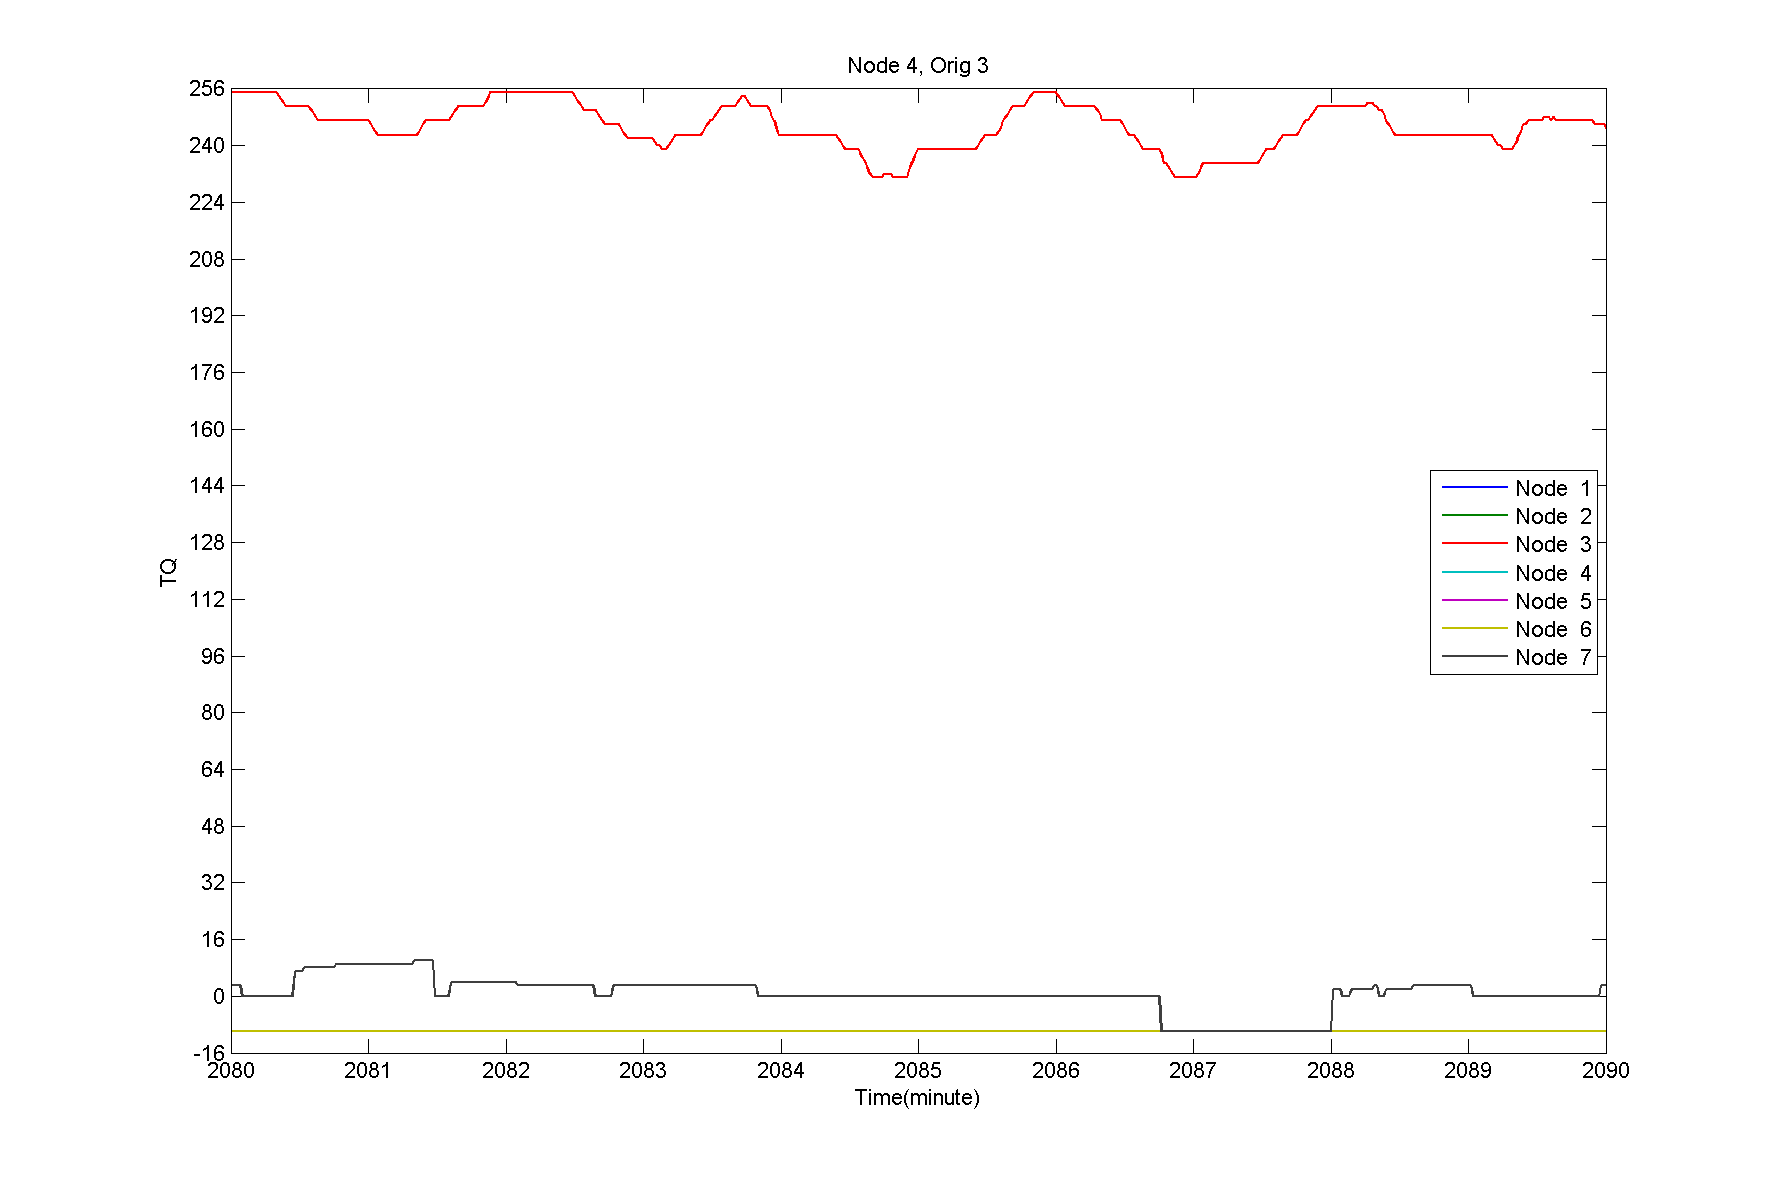 Node 4, Orig 3
256
240
224
208
192
176
160
144
128
112
96
80
64
48
32
16
0
-16
TQ
Node 1
Node 2
Node 3
Node 4
Node 5
Node 6
Node 7
2080 2081 2082 2083 2084 2085 2086 2087 2088 2089 2090
Time(minute)